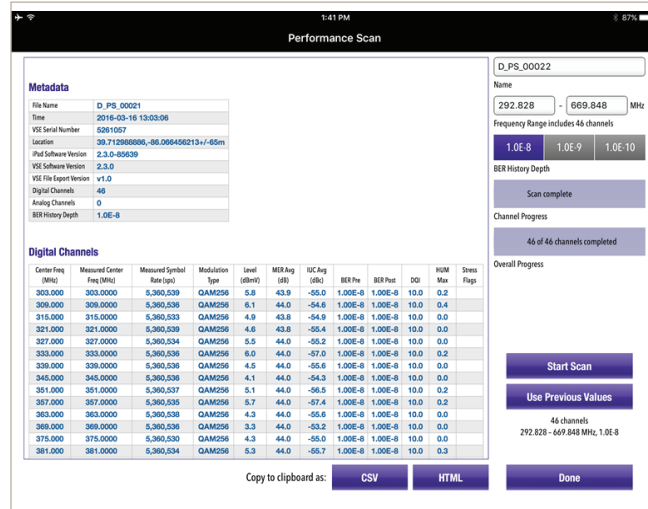 1:41 PM
87%
Performance Scan
Metadata
File Name D_PS_00021
Time 2016-03-16 13:03:06
VSE Serial Number 5261057
Location 39.712988886,-86.066456213+/-65m
iPad Software Version 2.3.0-85639
VSE Software Version 2.3.0
VSE File Export Version v1.0
Digital Channels 46
Analog Channels 0
BER History Depth 1.0E-8
Digital Channels
Center Freq (MHz) Measured Center Freq (MHz) Measured Symbol Rate (sps) Modulation Type Level (dBmV) MER Avg (dB) IUC Avg (dBc) BER Pre BER Post DQI HUM Max Stress Flags
303.000 303.0000 5,360,539 QAM256 5.8 43.9 -55.0 1.00E-8 1.00E-8 10.0 0.2
309.000 309.0000 5,360,536 QAM256 6.1 44.0 -54.6 1.00E-8 1.00E-8 10.0 0.4
315.000 315.0000 5,360,533 QAM256 4.9 43.8 -54.9 1.00E-8 1.00E-8 10.0 0.0
321.000 321.0000 5,360,539 QAM256 4.6 43.8 -55.4 1.00E-8 1.00E-8 10.0 0.0
327.000 327.0000 5,360,534 QAM256 5.5 44.0 -55.2 1.00E-8 1.00E-8 10.0 0.0
333.000 333.0000 5,360,536 QAM256 6.0 44.0 -57.0 1.00E-8 1.00E-8 10.0 0.2
339.000 339.0000 5,360,536 QAM256 4.5 44.0 -55.6 1.00E-8 1.00E-8 10.0 0.0
345.000 345.0000 5,360,536 QAM256 4.1 44.0 -54.3 1.00E-8 1.00E-8 10.0 0.0
351.000 351.0000 5,360,537 QAM256 5.1 44.0 -56.5 1.00E-8 1.00E-8 10.0 0.2
357.000 357.0000 5,360,535 QAM256 5.7 44.0 -57.4 1.00E-8 1.00E-8 10.0 0.2
363.000 363.0000 5,360,538 QAM256 4.3 44.0 -55.6 1.00E-8 1.00E-8 10.0 0.0
369.000 369.0000 5,360,536 QAM256 3.3 44.0 -53.2 1.00E-8 1.00E-8 10.0 0.0
375.000 375.0000 5,360,530 QAM256 4.3 44.0 -55.0 1.00E-8 1.00E-8 10.0 0.0
381.000 381.0000 5,360,534 QAM256 5.3 44.0 -55.7 1.00E-8 1.00E-8 10.0 0.3
Copy to clipboard as: CSV HTML
D_PS_00022
Name
292.828 - 669.848 MHz
Frequency Range includes 46 channels
1.0E-8 1.0E-9 1.0E-10
BER History Depth
Scan complete
Channel Progress
46 of 46 channels completed
Overall Progress
Start Scan
Use Previous Values
46 channels
292.828 - 669.848 MHz, 1.0E-8
Done